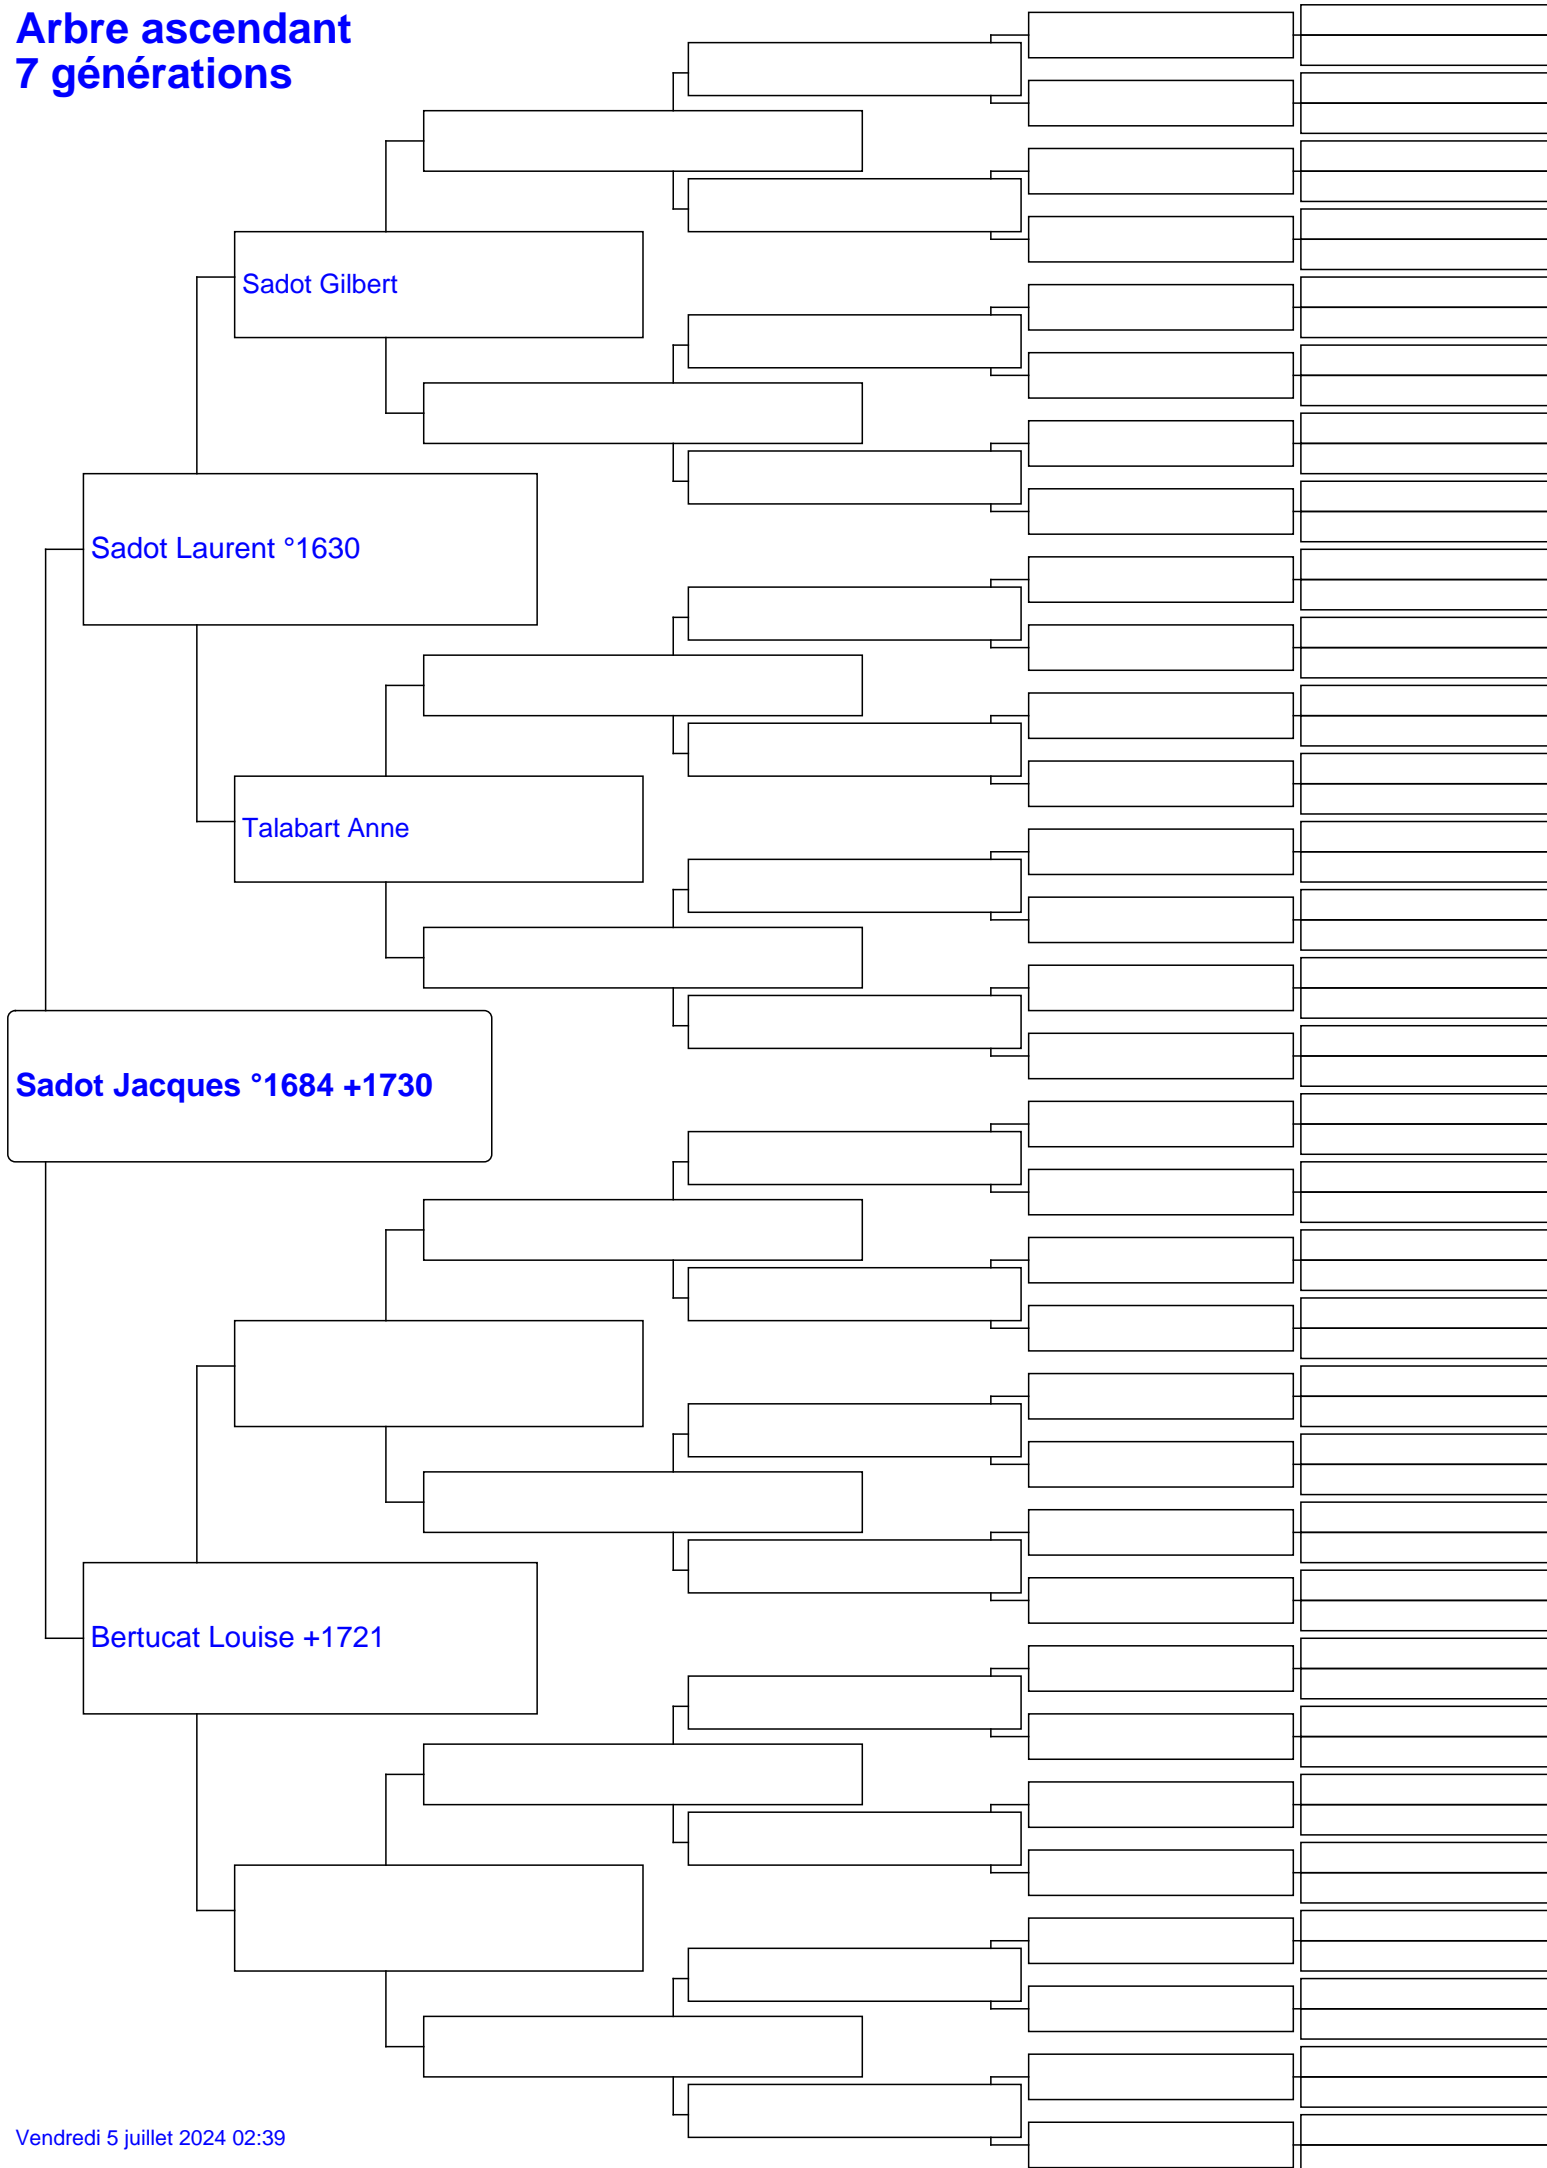 Arbre ascendant
7 générations
Sadot Gilbert
Sadot Laurent °1630
Talabart Anne
Sadot Jacques °1684 +1730
Bertucat Louise +1721
Vendredi 5 juillet 2024 02:39